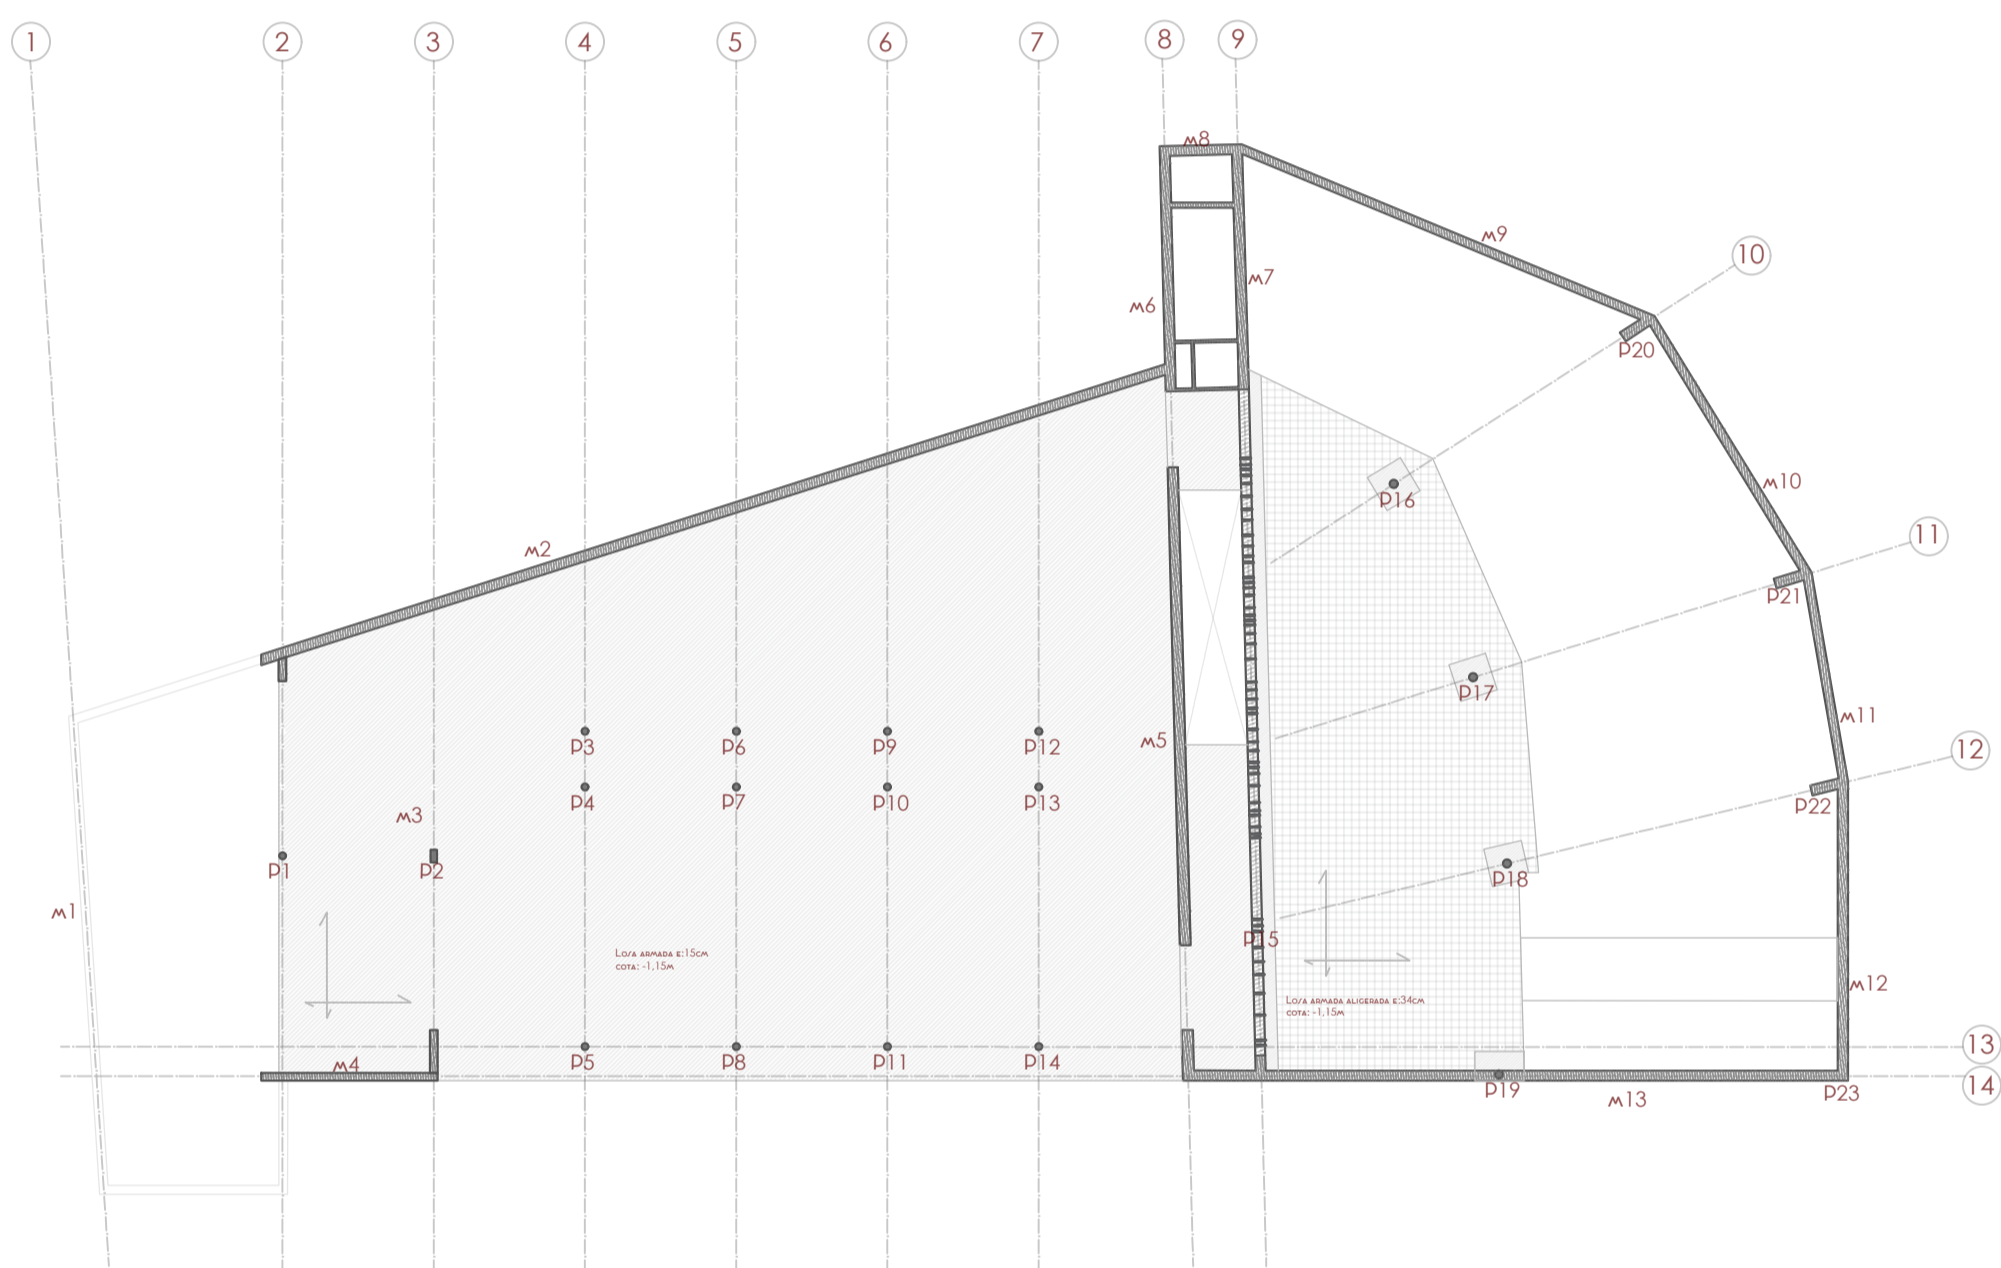 1
2
3
4
5
6
7
8
9
M8
M9
10
M7
M6
P20
M10
P16
11
M2
P21
P17
M11
P3
P6
P9
P12
M5
12
P4
P7
P10
P13
P22
M3
P1
P2
P18
M1
P15
Losa armada e:15cm
cota: -1,15m
M12
Losa armada aligerada e:34cm
cota: -1,15m
13
M4
P5
P8
P11
P14
14
P19
M13
P23